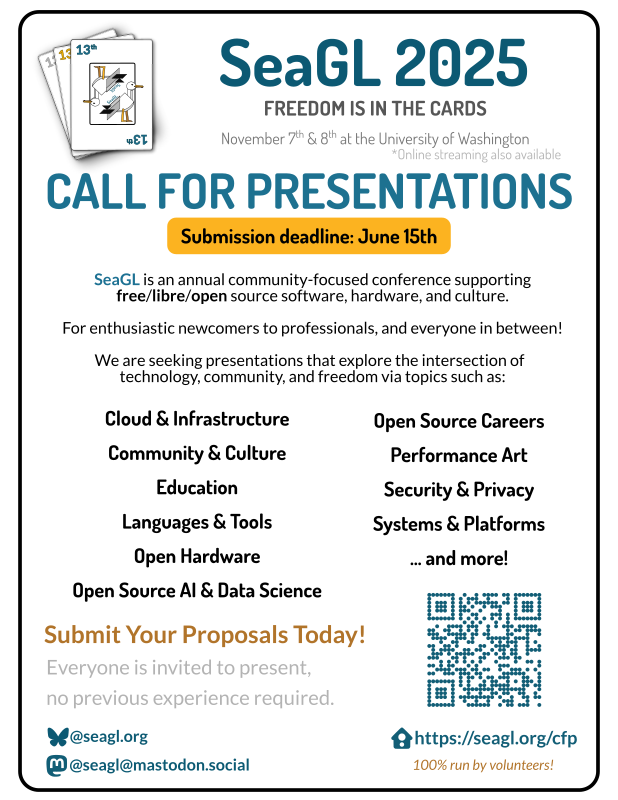 13th
13
13th
13th
SeaGL 2025
FREEDOM IS IN THE CARDS
November 7th & 8th at the University of Washington
*Online streaming also available
CALL FOR PRESENTATIONS
Submission deadline: June 15th
SeaGL is an annual community-focused conference supporting
free/libre/open source software, hardware, and culture.
For enthusiastic newcomers to professionals, and everyone in between!
We are seeking presentations that explore the intersection of
technology, community, and freedom via topics such as:
Cloud & Infrastructure
Community & Culture
Education
Languages & Tools
Open Hardware
Open Source AI & Data Science
Open Source Careers
Performance Art
Security & Privacy
Systems & Platforms
... and more!
Submit Your Proposals Today!
Everyone is invited to present,
no previous experience required.
@seagl.org
@seagl@mastodon.social
https://seagl.org/cfp
100% run by volunteers!